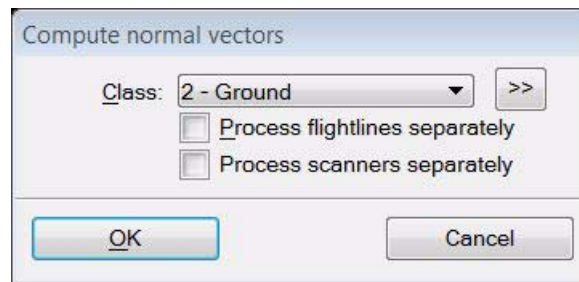 Compute normal vectors
Class: 2 - Ground >>
Process flightlines separately
Process scanners separately
OK Cancel